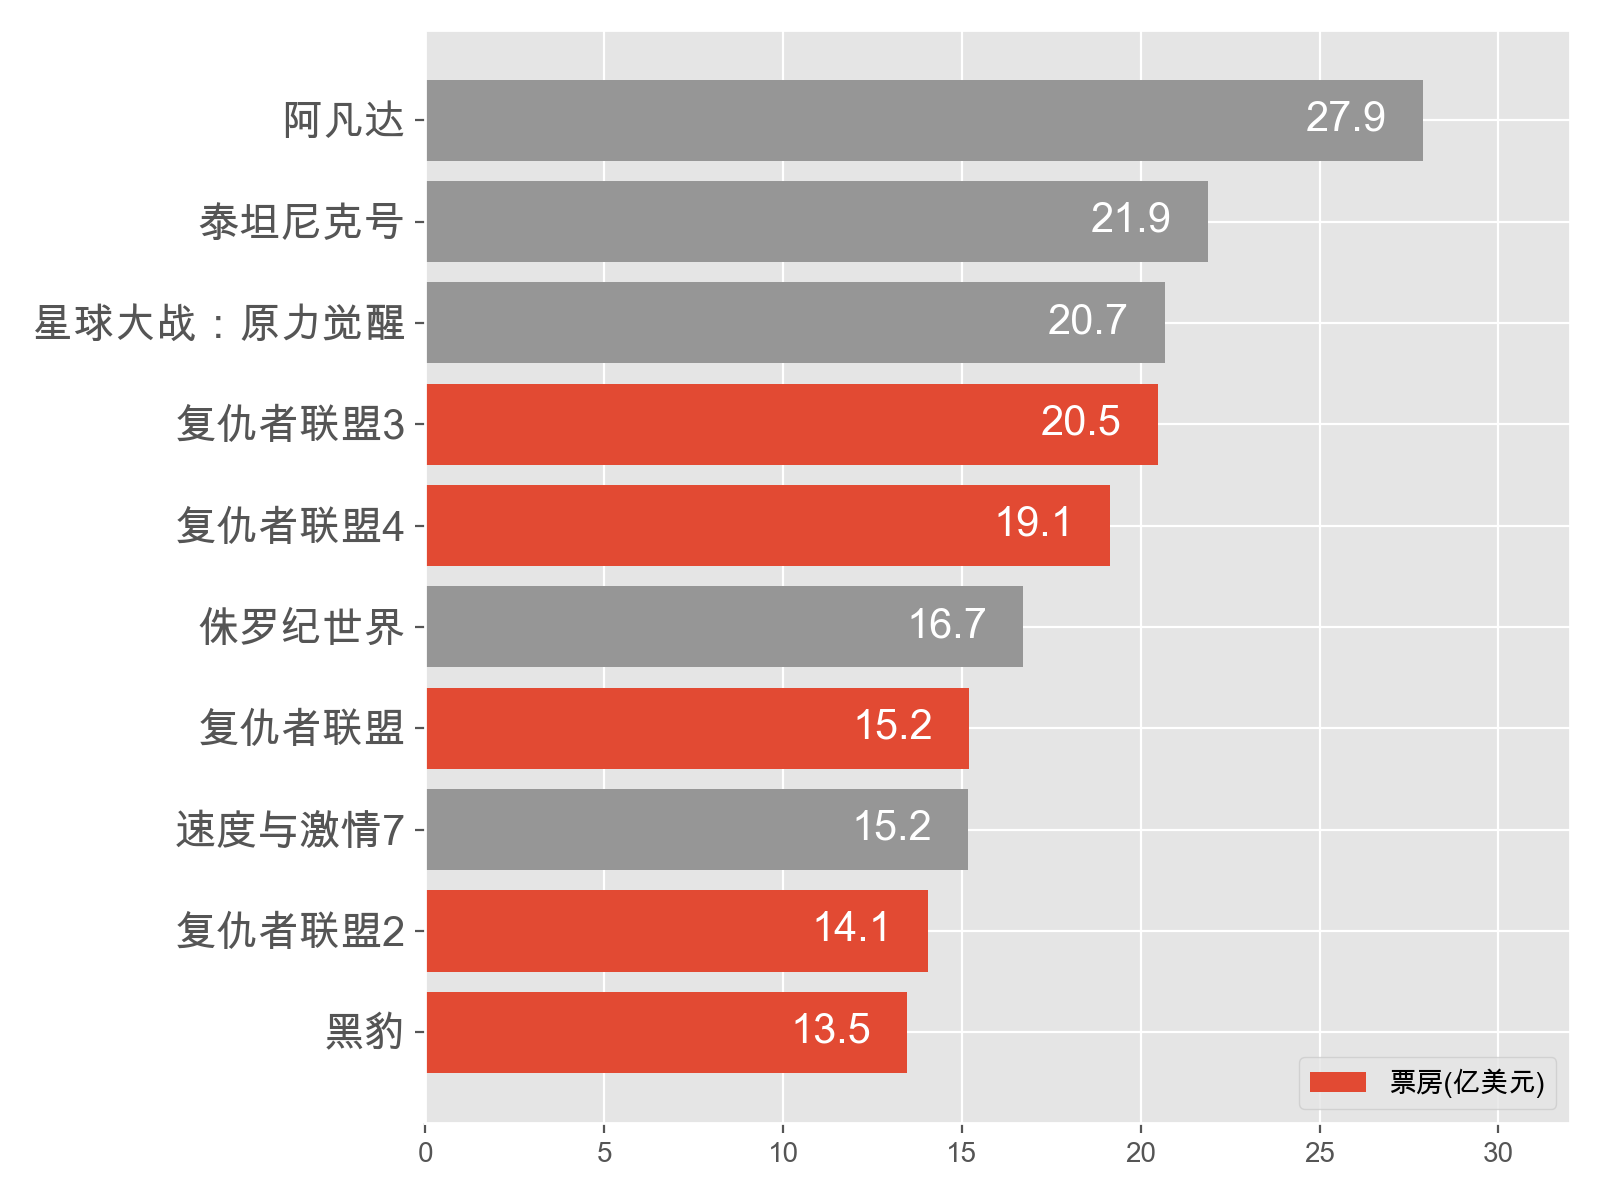 阿凡达 27.9
泰坦尼克号 21.9
星球大战：原力觉醒 20.7
复仇者联盟3 20.5
复仇者联盟4 19.1
侏罗纪世界 16.7
复仇者联盟 15.2
速度与激情7 15.2
复仇者联盟2 14.1
黑豹 13.5
票房(亿美元)
0 5 10 15 20 25 30